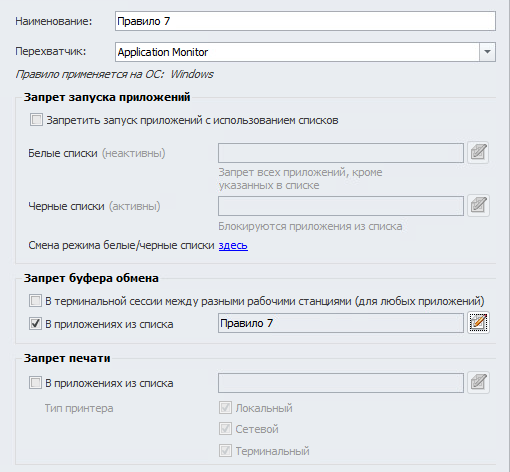 Наименование: Правило 7
Перехватчик: Application Monitor
Правило применяется на ОС: Windows
Запрет запуска приложений
Запретить запуск приложений с использованием списков
Белые списки (неактивны)
Запрет всех приложений, кроме
указанных в списке
Черные списки (активны)
Блокируются приложения из списка
Смена режима белые/черные списки здесь
Запрет буфера обмена
В терминальной сессии между разными рабочими станциями (для любых приложений)
В приложениях из списка Правило 7
Запрет печати
В приложениях из списка
Тип принтера Локальный
Сетевой
Терминальный